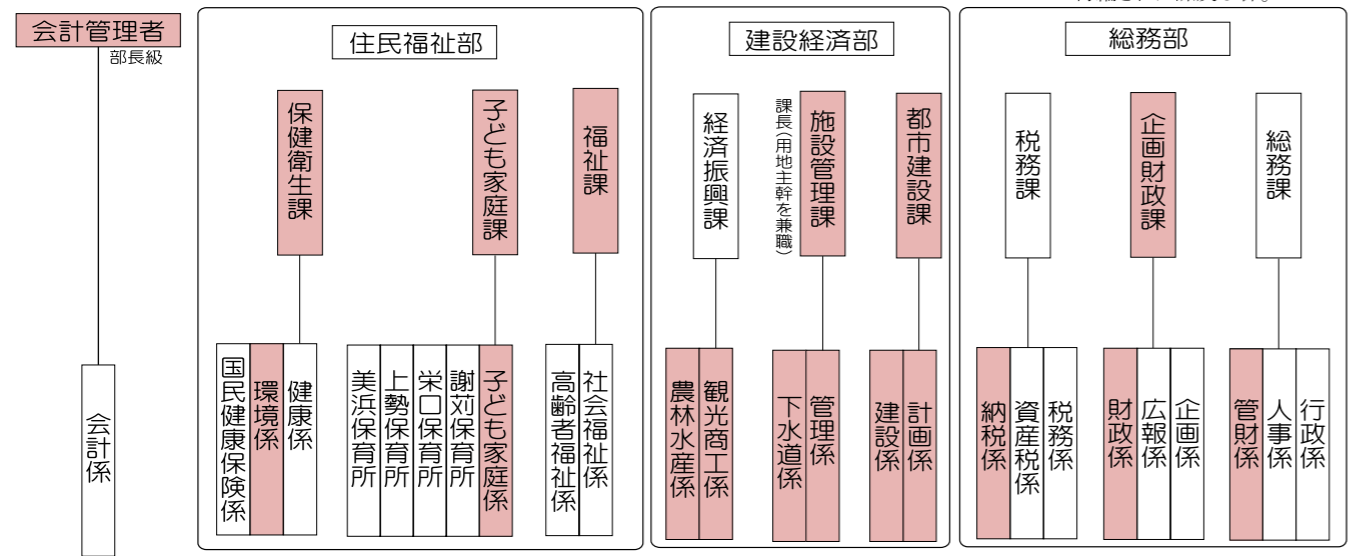 会計管理者
部長級
会計係
住民福祉部
保健衛生課
国民健康保険係
環境係
健康係
子ども家庭課
美浜保育所
上勢保育所
栄口保育所
謝苅保育所
子ども家庭係
福祉課
高齢者福祉係
社会福祉係
建設経済部
経済振興課
農林水産係
観光商工係
施設管理課
課長（用地主幹を兼職）
下水道係
管理係
都市建設課
建設係
計画係
総務部
税務課
納税係
資産税係
税務係
企画財政課
財政係
広報係
企画係
総務課
管財係
人事係
行政係